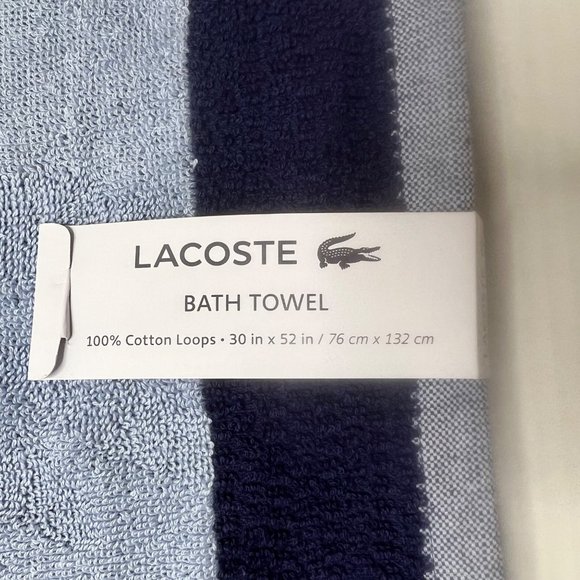 LACOSTE
BATH TOWEL
100% Cotton Loops • 30 in x 52 in / 76 cm x 132 cm